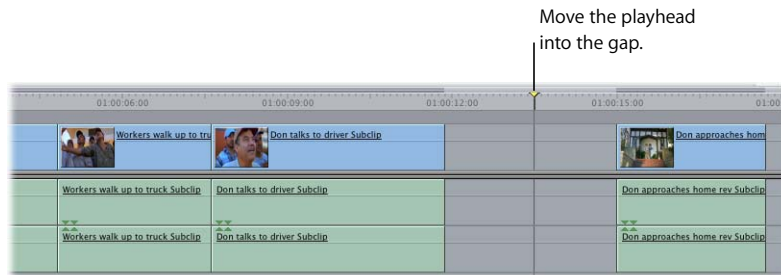 Move the playhead
into the gap.
01:00:06:00 01:00:09:00 01:00:12:00 01:00:15:00 01:00
Workers walk up to tru Don talks to driver Subclip Don approaches hom
Workers walk up to truck Subclip Don talks to driver Subclip Don approaches home rev Subclip
Workers walk up to truck Subclip Don talks to driver Subclip Don approaches home rev Subclip